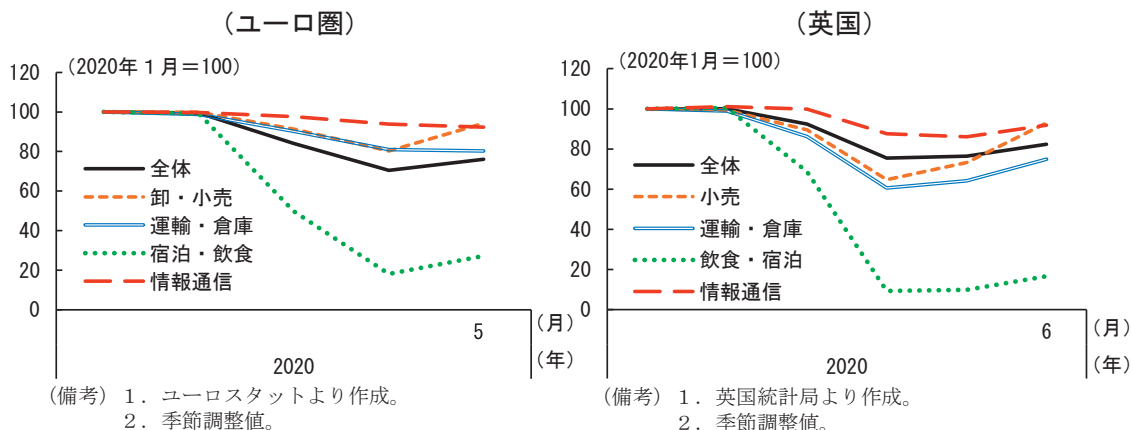 (ユーロ圏)
(2020年1月＝100)
120
100
80
60
40
20
0
全体
卸・小売
運輸・倉庫
宿泊・飲食
情報通信
5
(月)
2020
(年)
(備考) 1. ユーロスタットより作成。
2. 季節調整値。
(英国)
(2020年1月＝100)
120
100
80
60
40
20
0
全体
小売
運輸・倉庫
飲食・宿泊
情報通信
6
(月)
2020
(年)
(備考) 1. 英国統計局より作成。
2. 季節調整値。